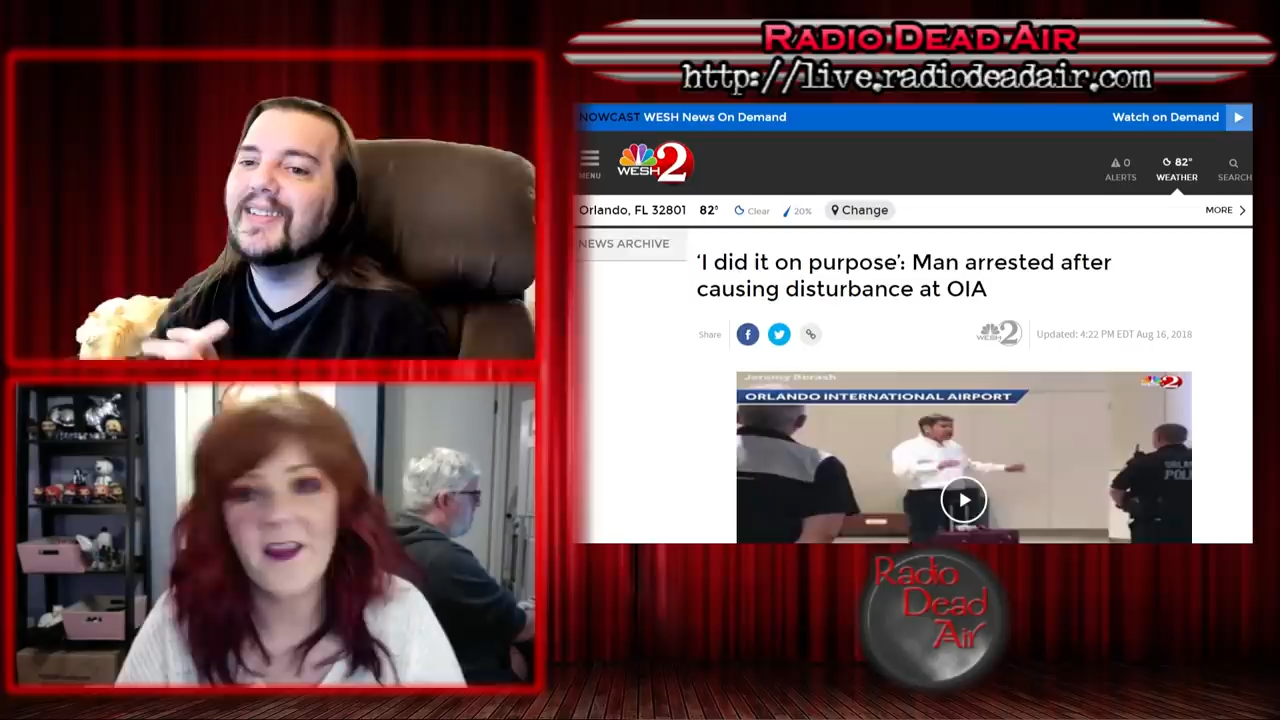 RADIO DEAD AIR
http://live.radiodeadair.com
NOWCAST WESH News On Demand
Watch on Demand
MENU
WESH 2
0
ALERTS
82°
WEATHER
SEARCH
Orlando, FL 32801
82°
Clear
20%
Change
MORE
NEWS ARCHIVE
‘I did it on purpose’: Man arrested after
causing disturbance at OIA
Share
WESH 2
Updated: 4:22 PM EDT Aug 16, 2018
ORLANDO INTERNATIONAL AIRPORT
Radio
Dead
Air